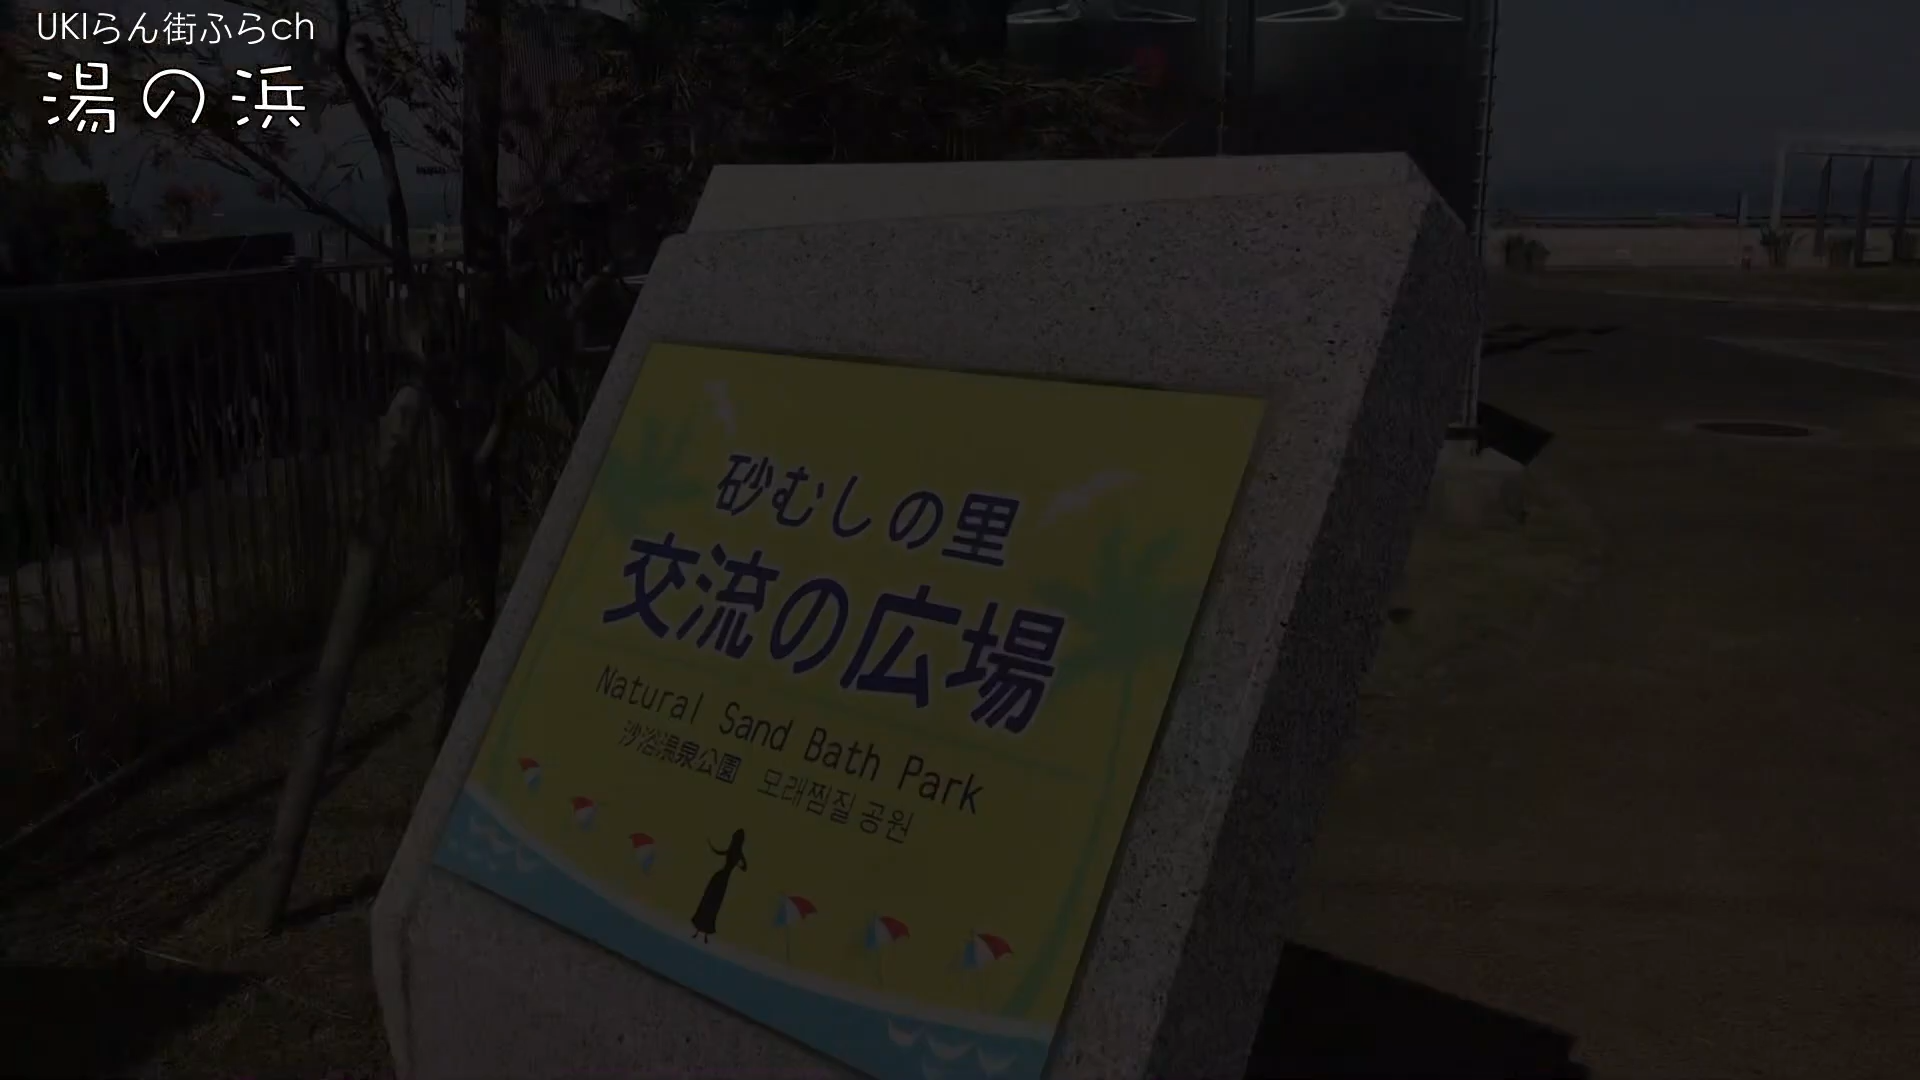 UKIらん街ふらch
湯の浜
砂むしの里
交流の広場
Natural Sand Bath Park
沙浴温泉公園 모래찜질 공원